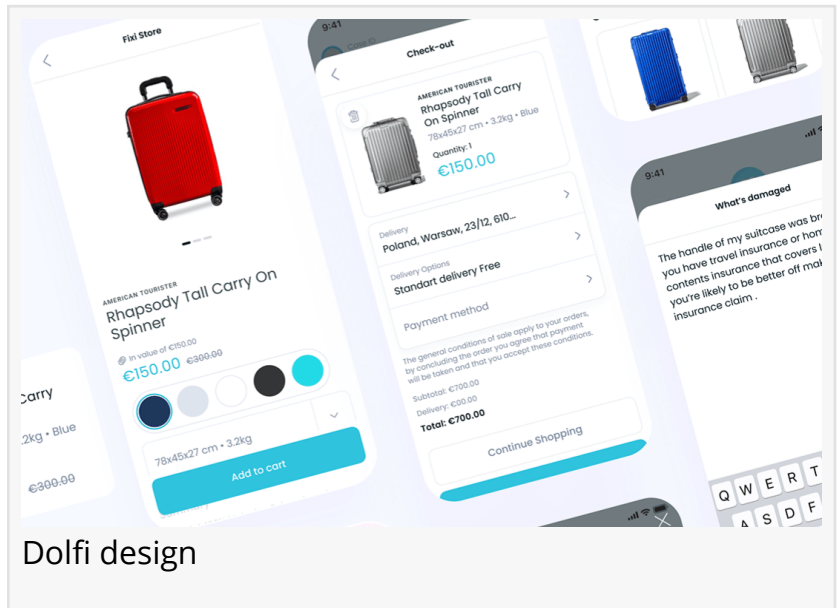 Fixi Store
AMERICAN TOURISTER
Rhapsody Tall Carry On
Spinner
In value of €150.00
€150.00 €300.00
78x45x27 cm • 3.2kg
Add to cart
Carry
2kg • Blue
€300.00
9:41
Check-out
AMERICAN TOURISTER
Rhapsody Tall Carry
On Spinner
78x45x27 cm • 3.2kg • Blue
Quantity: 1
€150.00
Delivery
Poland, Warsaw, 23/12, 610...
Delivery Options
Standart delivery Free
Payment method
The general conditions of sale apply to your orders,
by concluding the order you agree that payment
will be taken and that you accept these conditions.
Subtotal: €700.00
Delivery: €00.00
Total: €700.00
Continue Shopping
9:41
What's damaged
The handle of my suitcase was
you have travel insurance or
contents insurance that covers
you're likely to be better off
insurance claim .
Q W E R T
A S D F
Dolfi design